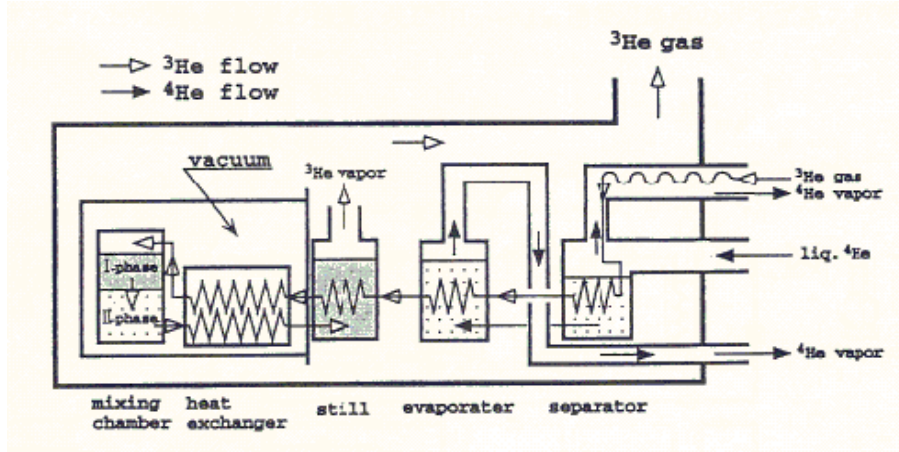 ³He gas
³He flow
⁴He flow
vacuum
³He vapor
³He gas
⁴He vapor
liq. ⁴He
I-phase
II-phase
⁴He vapor
mixing
chamber
heat
exchanger
still
evaporater
separator